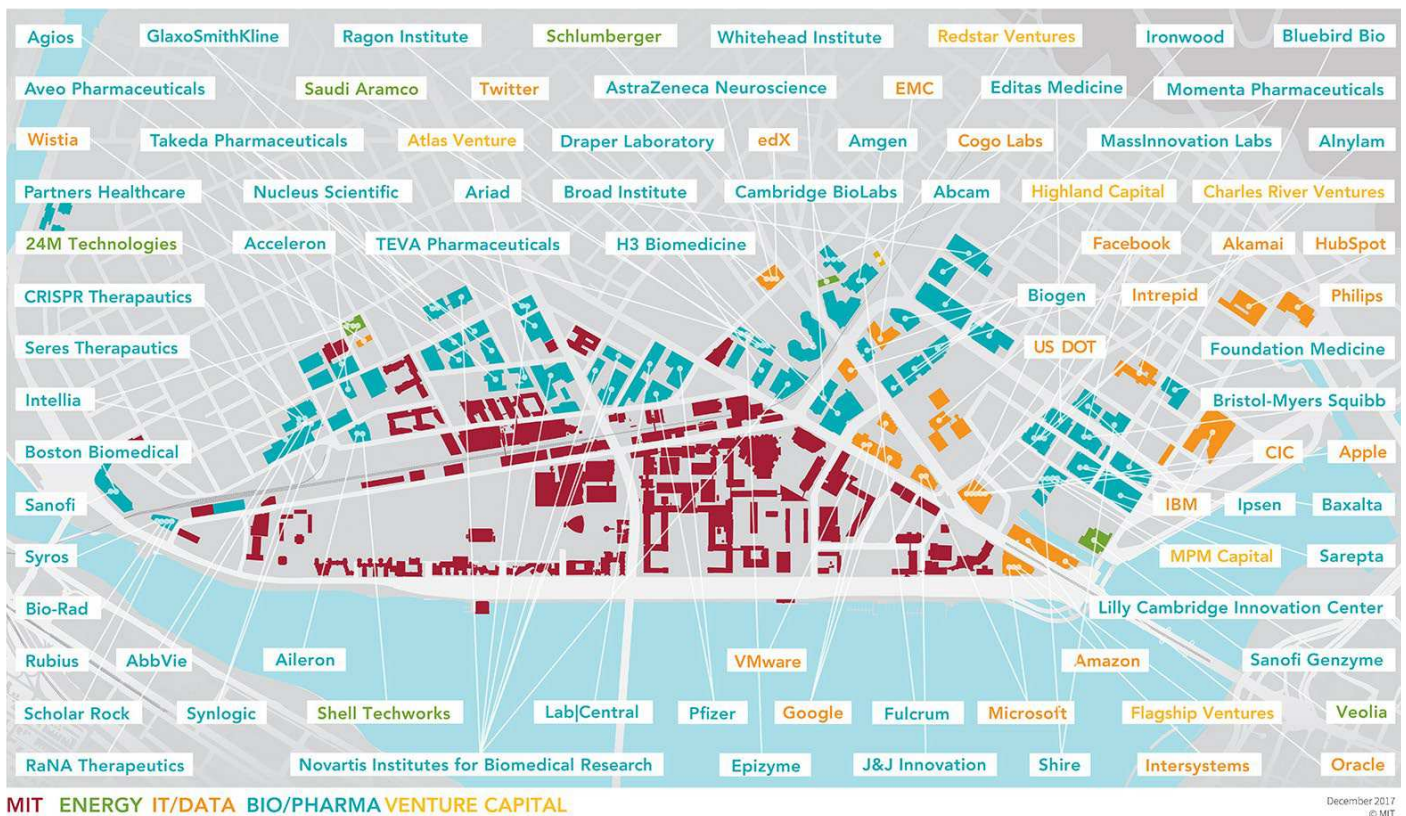 Agios
GlaxoSmithKline
Ragon Institute
Schlumberger
Whitehead Institute
Redstar Ventures
Ironwood
Bluebird Bio
Aveo Pharmaceuticals
Saudi Aramco
Twitter
AstraZeneca Neuroscience
EMC
Editas Medicine
Momenta Pharmaceuticals
Wistia
Takeda Pharmaceuticals
Atlas Venture
Draper Laboratory
edX
Amgen
Cogo Labs
MassInnovation Labs
Alnylam
Partners Healthcare
Nucleus Scientific
Ariad
Broad Institute
Cambridge BioLabs
Abcam
Highland Capital
Charles River Ventures
24M Technologies
Acceleron
TEVA Pharmaceuticals
H3 Biomedicine
Facebook
Akamai
HubSpot
CRISPR Therapautics
Biogen
Intrepid
Philips
Seres Therapautics
US DOT
Foundation Medicine
Intellia
Bristol-Myers Squibb
Boston Biomedical
CIC
Apple
Sanofi
IBM
Ipsen
Baxalta
Syros
MPM Capital
Sarepta
Bio-Rad
Lilly Cambridge Innovation Center
Rubius
AbbVie
Aileron
VMware
Amazon
Sanofi Genzyme
Scholar Rock
Synlogic
Shell Techworks
Lab|Central
Pfizer
Google
Fulcrum
Microsoft
Flagship Ventures
Veolia
RaNA Therapeutics
Novartis Institutes for Biomedical Research
Epizyme
J&J Innovation
Shire
Intersystems
Oracle
MIT ENERGY IT/DATA BIO/PHARMA VENTURE CAPITAL
December 2017
© MIT